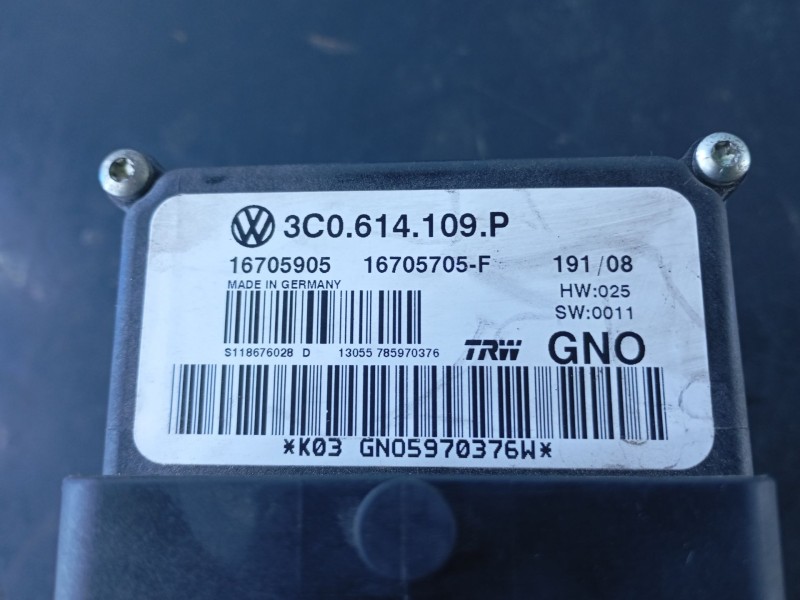 3C0.614.109.P
16705905 16705705-F 191/08
MADE IN GERMANY HW:025
SW:0011
S118676028 D 13055 785970376 TRW GNO
*K03 GNO5970376W*